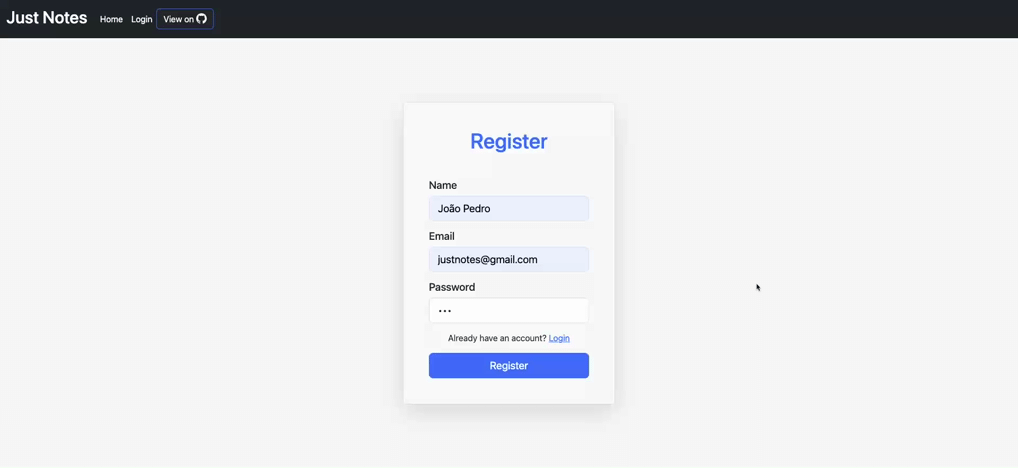 Just Notes Home Login View on
Register
Name
João Pedro
Email
justnotes@gmail.com
Password
•••
Already have an account? Login
Register